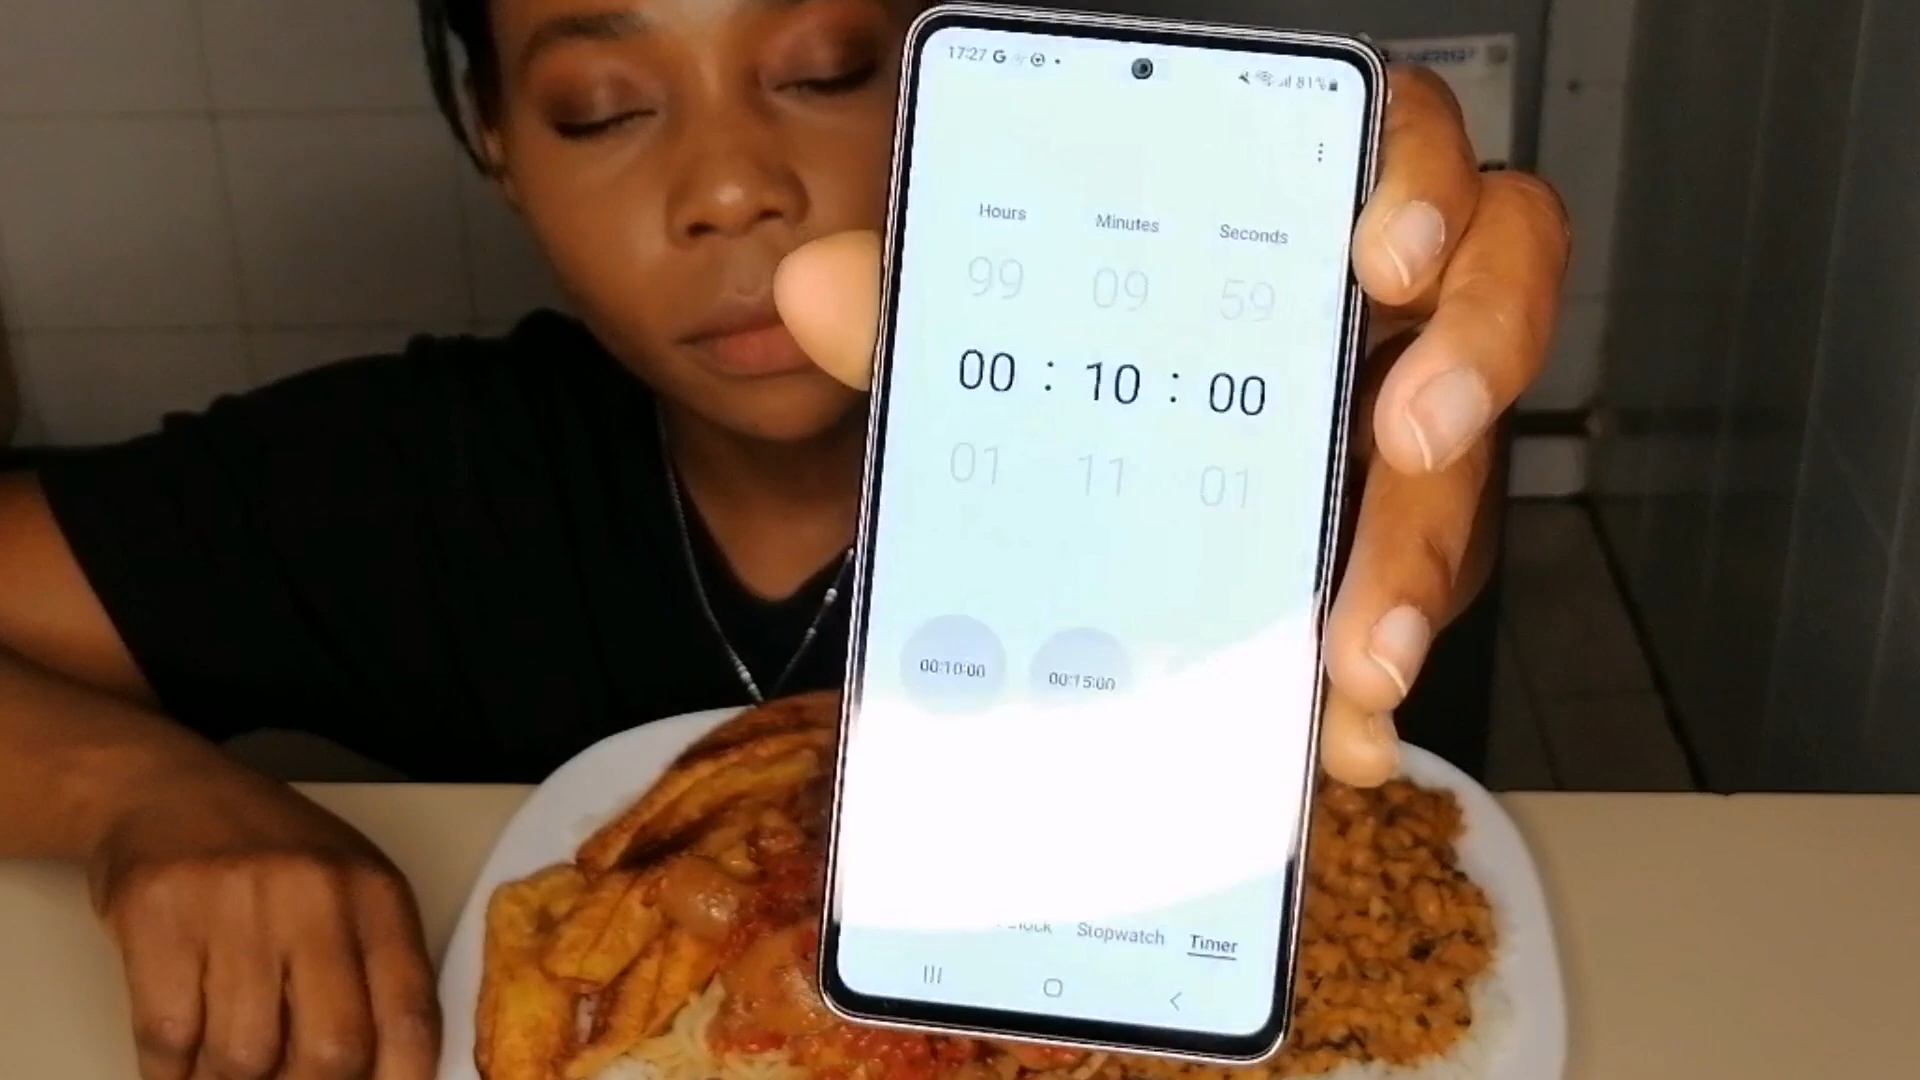 17:27 G 81%
Hours Minutes Seconds
99 09 59
00 : 10 : 00
01 11 01
00:10:00 00:15:00
Stopwatch Timer